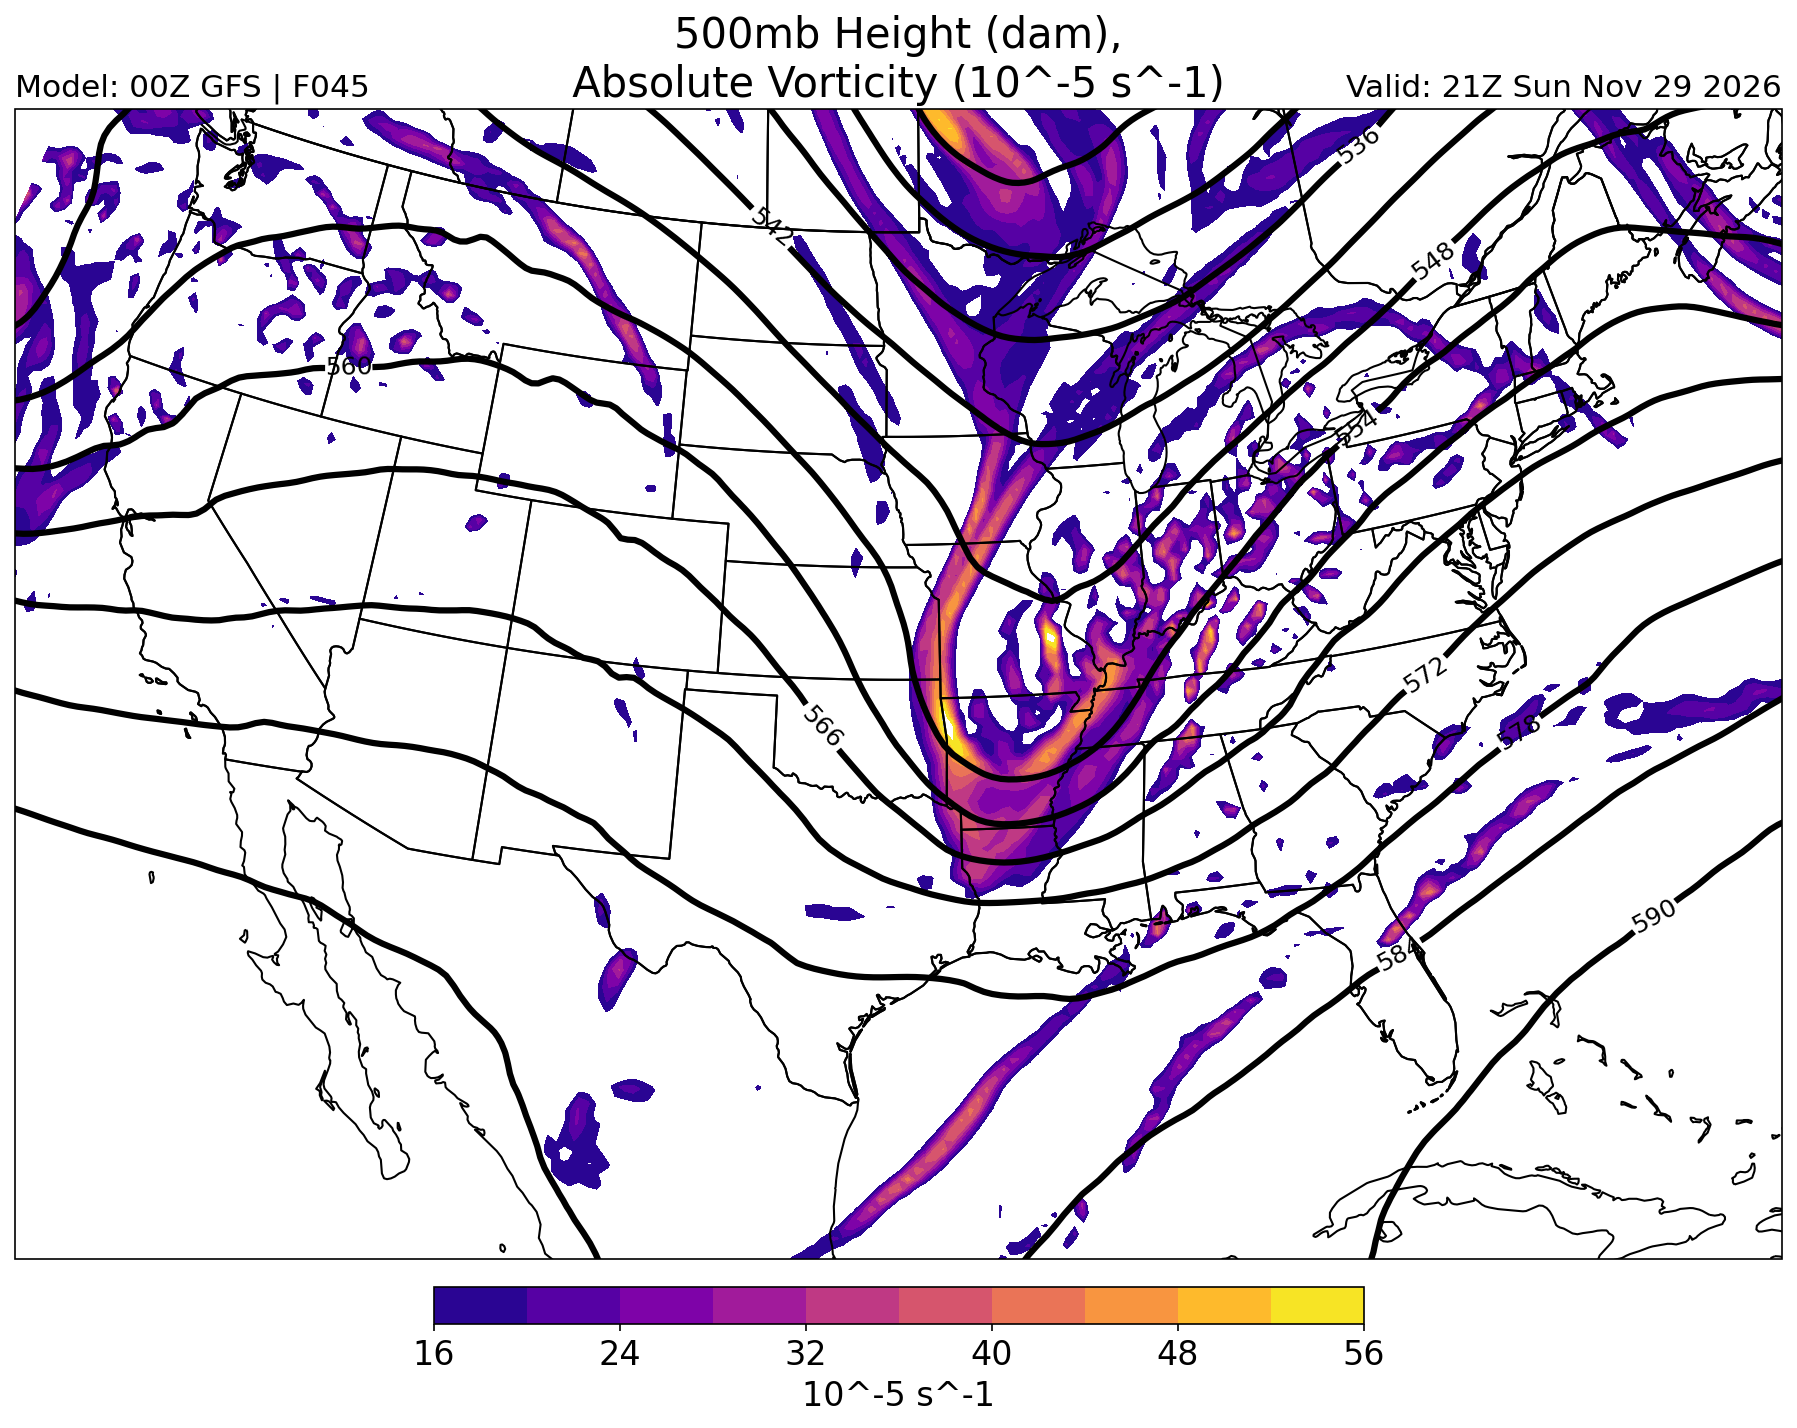 500mb Height (dam),
Absolute Vorticity (10^-5 s^-1)
Model: 00Z GFS | F045
Valid: 21Z Sun Nov 29 2026
536
542
548
560
554
572
566
578
590
584
16 24 32 40 48 56
10^-5 s^-1